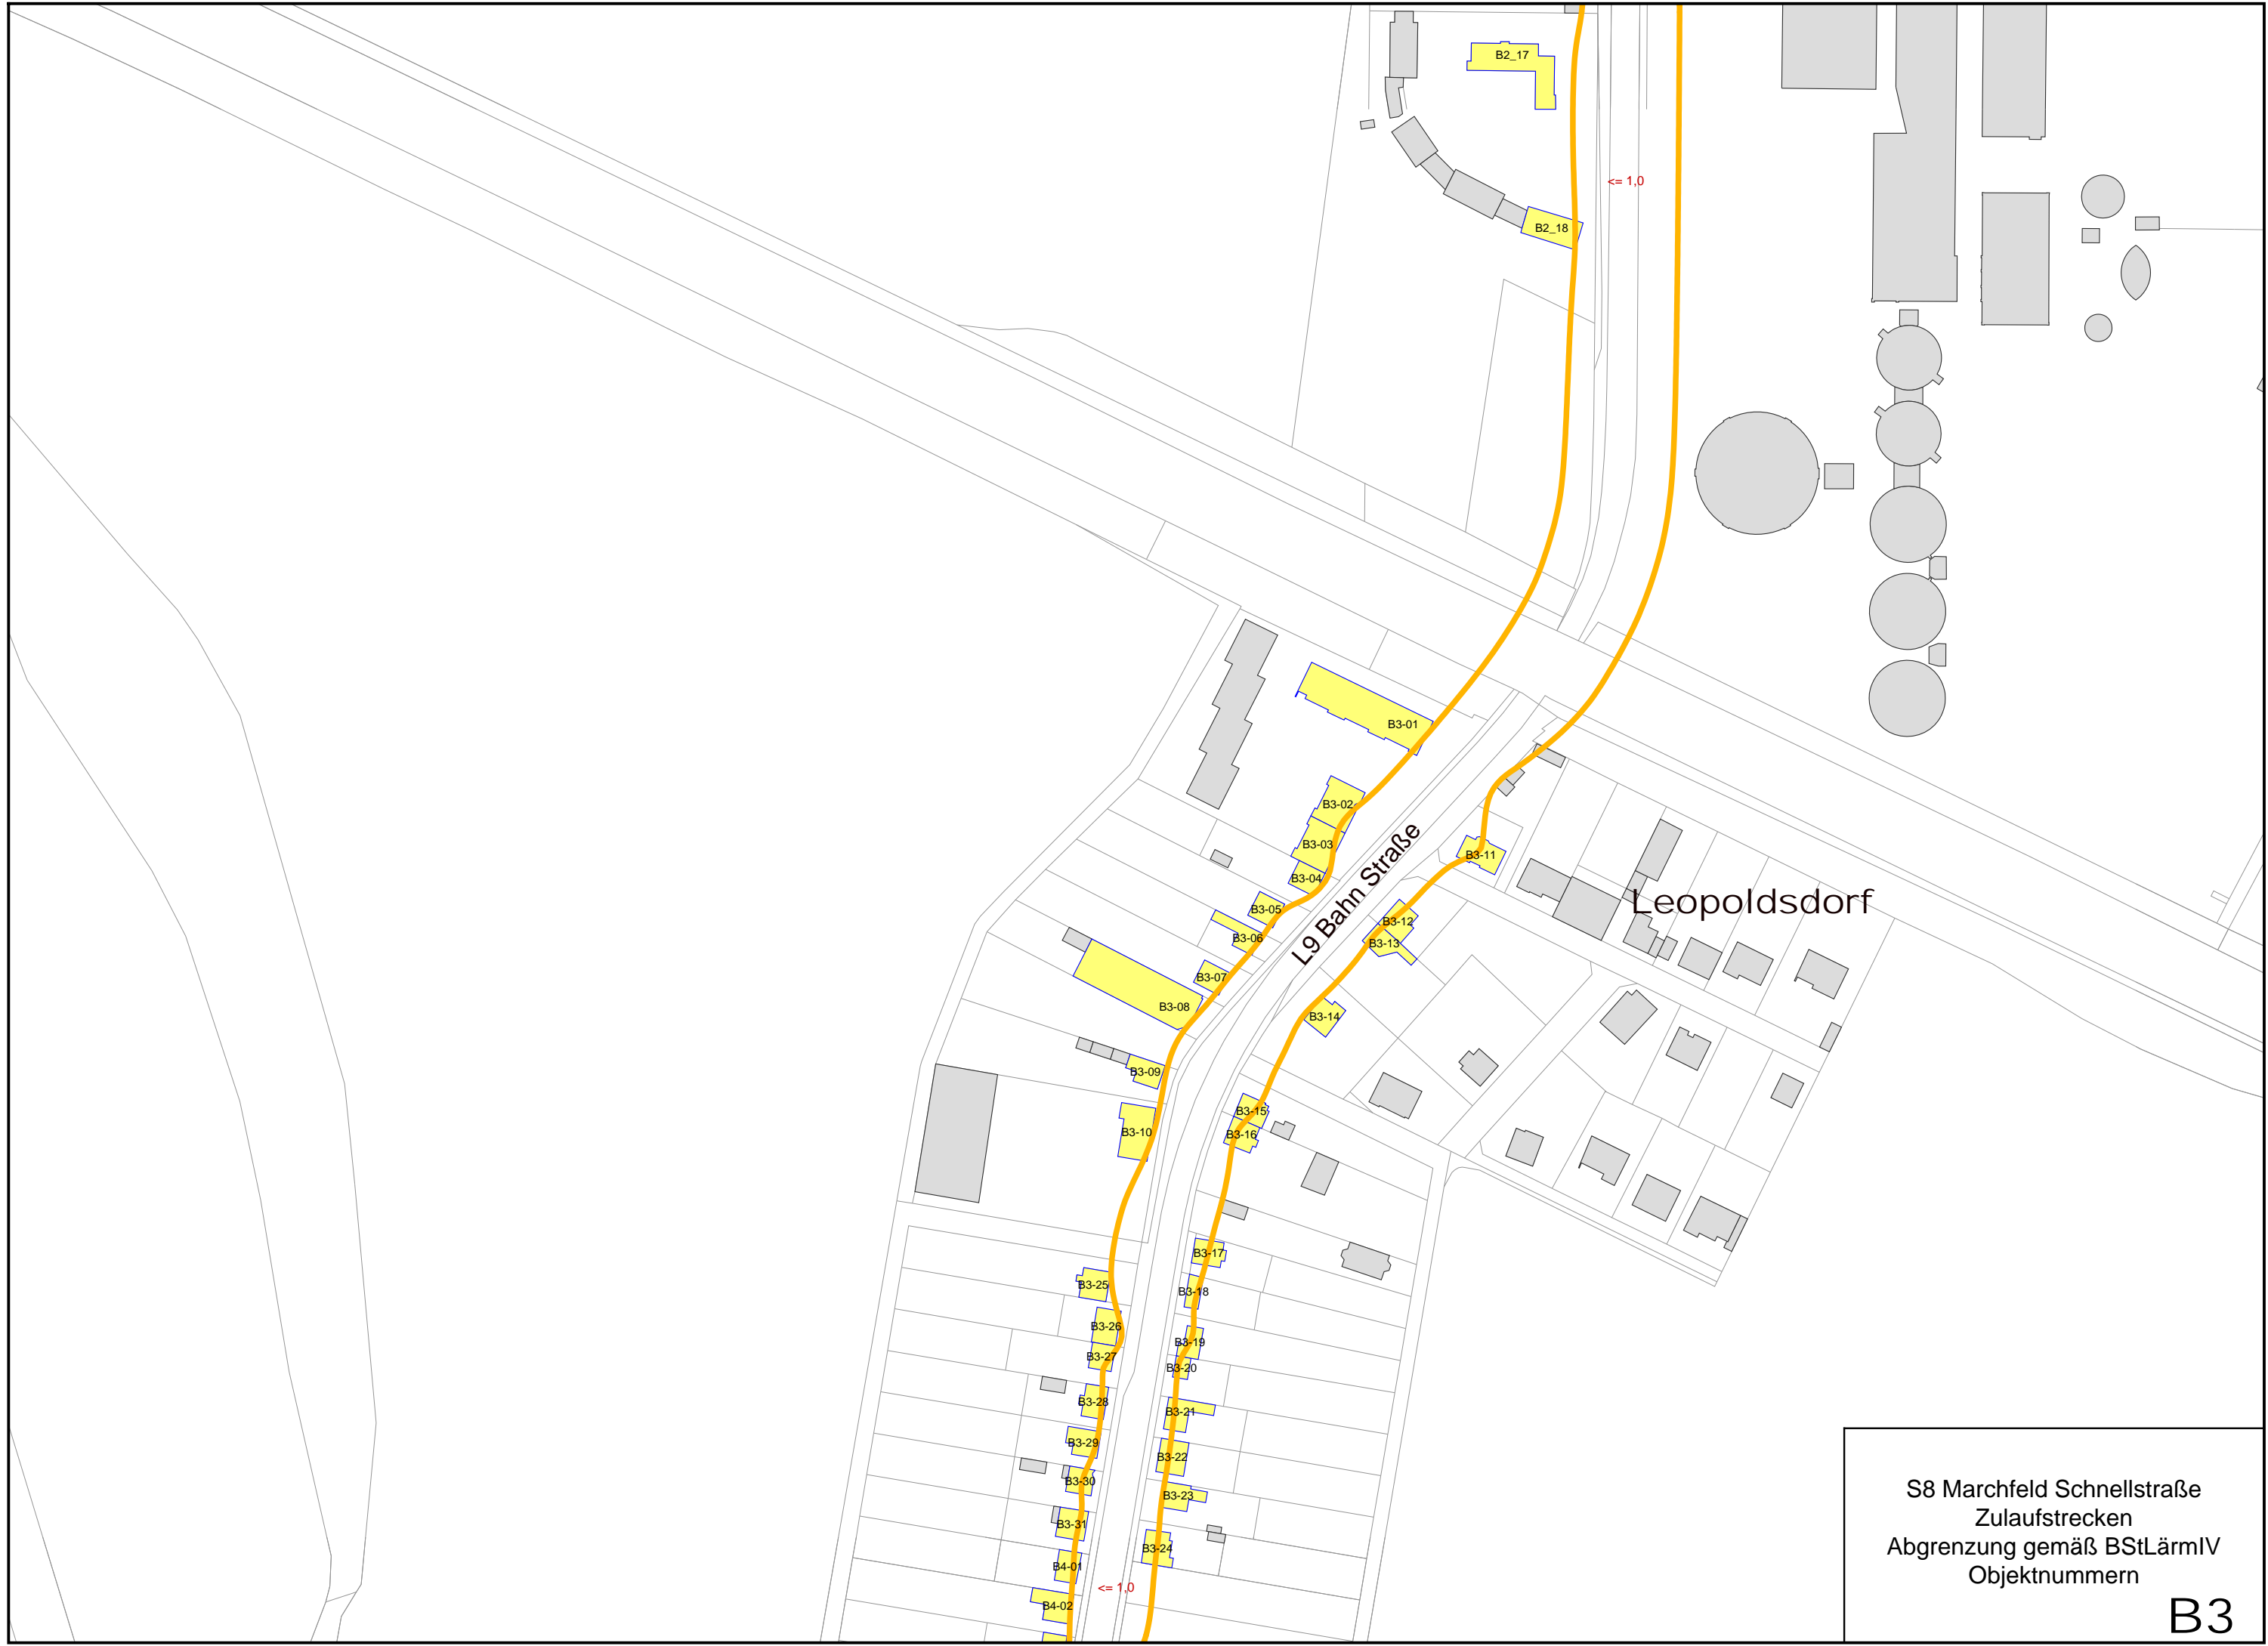 B2_17
<= 1,0
B2_18
B3-01
B3-02
B3-03
B3-04
B3-05
B3-06
B3-07
B3-08
B3-09
B3-10
L9 Bahn Straße
B3-11
Leopoldsdorf
B3-12
B3-13
B3-14
B3-15
B3-16
B3-17
B3-18
B3-19
B3-20
B3-21
B3-22
B3-23
B3-24
B3-25
B3-26
B3-27
B3-28
B3-29
B3-30
B3-31
B4-01
B4-02
<= 1,0
S8 Marchfeld Schnellstraße
Zulaufstrecken
Abgrenzung gemäß BStLärmIV
Objektnummern
B3